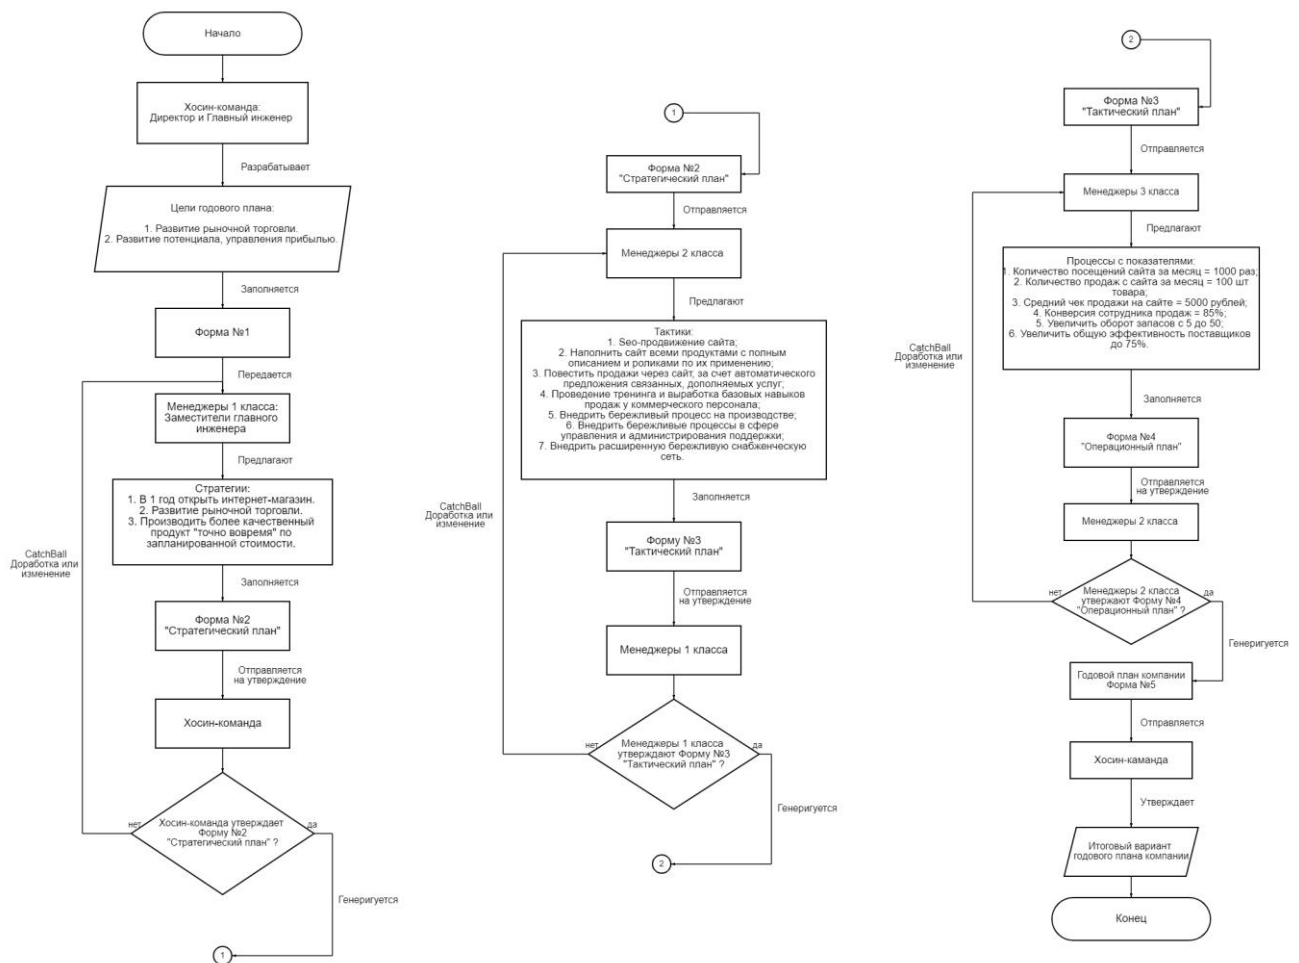 Начало
Хосин-команда:
Директор и Главный инженер
Разрабатывает
Цели годового плана:
1. Развитие рыночной торговли.
2. Развитие потенциала, управления прибылью.
Заполняется
Форма №1
Передается
Менеджеры 1 класса:
Заместители главного
инженера
Предлагают
Стратегии:
1. В 1 год открыть интернет-магазин.
2. Развитие рыночной торговли.
3. Производить более качественный
продукт "точно вовремя" по
запланированной стоимости.
CatchBall
Доработка или
изменение
Заполняется
Форма №2
"Стратегический план"
Отправляется
на утверждение
Хосин-команда
Хосин-команда утверждает
Форму №2
"Стратегический план" ?
нет
да
Генеригуется
1
1
Форма №2
"Стратегический план"
Отправляется
Менеджеры 2 класса
Предлагают
Тактики:
1. Seo-продвижение сайта;
2. Наполнить сайт всеми продуктами с полным
описанием и роликами по их применению;
3. Повестить продажи через сайт, за счет автоматического
предложения связанных, дополняемых услуг;
4. Проведение тренинга и выработка базовых навыков
продаж у коммерческого персонала;
5. Внедрить бережливый процесс на производстве;
6. Внедрить бережливые процессы в сфере
управления и администрирования поддержки;
7. Внедрить расширенную бережливую снабженческую
сеть.
CatchBall
Доработка или
изменение
Заполняется
Форму №3
"Тактический план"
Отправляется
на утверждение
Менеджеры 1 класса
Менеджеры 1 класса
утверждают Форму №3
"Тактический план" ?
нет
да
Генеригуется
2
2
Форма №3
"Тактический план"
Отправляется
Менеджеры 3 класса
Предлагают
Процессы с показателями:
1. Количество посещений сайта за месяц = 1000 раз;
2. Количество продаж с сайта за месяц = 100 шт
товара;
3. Средний чек продажи на сайте = 5000 рублей;
4. Конверсия сотрудника продаж = 85%;
5. Увеличить оборот запасов с 5 до 50;
6. Увеличить общую эффективность поставщиков
до 75%.
CatchBall
Доработка или
изменение
Заполняется
Форма №4
"Операционный план"
Отправляется
на утверждение
Менеджеры 2 класса
Менеджеры 2 класса
утвержают Форму №4
"Операционный план" ?
нет
да
Генеригуется
Годовой план компании
Форма №5
Отправляется
Хосин-каманда
Утверждает
Итоговый вариант
годового плана компании
Конец